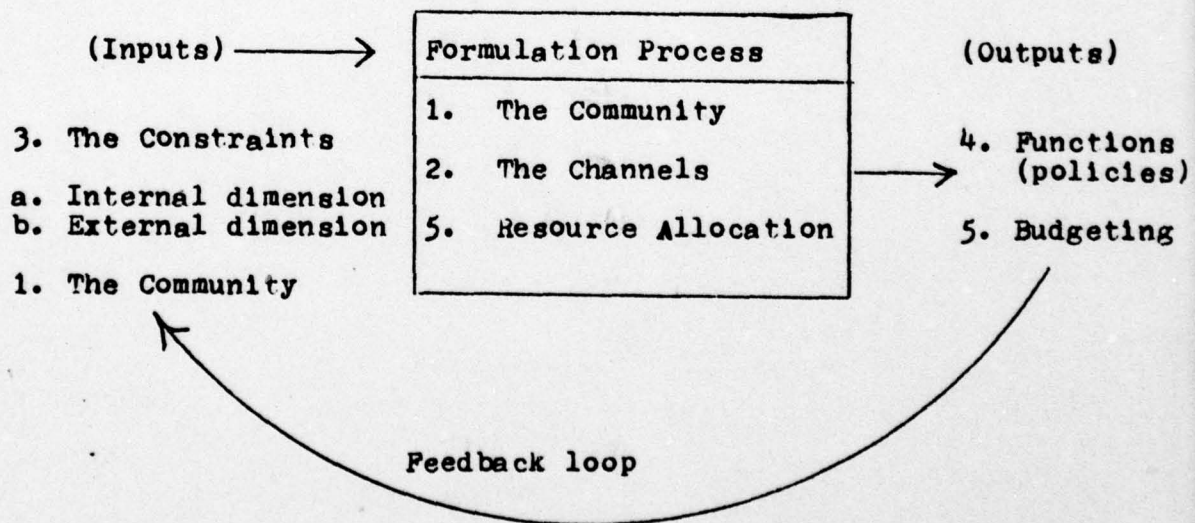 (Inputs)
3. The Constraints
a. Internal dimension
b. External dimension
1. The Community
Formulation Process
1. The Community
2. The Channels
5. Resource Allocation
(Outputs)
4. Functions
(policies)
5. Budgeting
Feedback loop